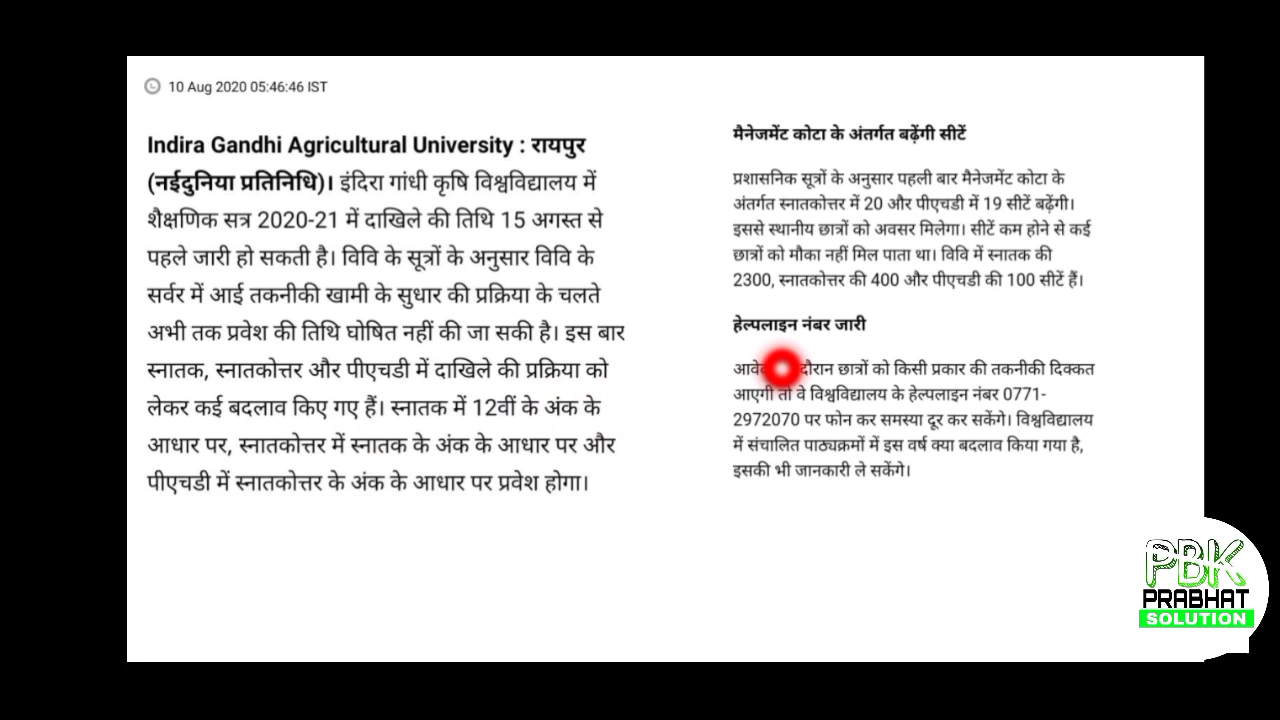 10 Aug 2020 05:46:46 IST
Indira Gandhi Agricultural University : रायपुर
(नईदुनिया प्रतिनिधि)। इंदिरा गांधी कृषि विश्वविद्यालय में
शैक्षणिक सत्र 2020-21 में दाखिले की तिथि 15 अगस्त से
पहले जारी हो सकती है। विवि के सूत्रों के अनुसार विवि के
सर्वर में आई तकनीकी खामी के सुधार की प्रक्रिया के चलते
अभी तक प्रवेश की तिथि घोषित नहीं की जा सकी है। इस बार
स्नातक, स्नातकोत्तर और पीएचडी में दाखिले की प्रक्रिया को
लेकर कई बदलाव किए गए हैं। स्नातक में 12वीं के अंक के
आधार पर, स्नातकोत्तर में स्नातक के अंक के आधार पर और
पीएचडी में स्नातकोत्तर के अंक के आधार पर प्रवेश होगा।
मैनेजमेंट कोटा के अंतर्गत बढ़ेंगी सीटें
प्रशासनिक सूत्रों के अनुसार पहली बार मैनेजमेंट कोटा के
अंतर्गत स्नातकोत्तर में 20 और पीएचडी में 19 सीटें बढ़ेंगी।
इससे स्थानीय छात्रों को अवसर मिलेगा। सीटें कम होने से कई
छात्रों को मौका नहीं मिल पाता था। विवि में स्नातक की
2300, स्नातकोत्तर की 400 और पीएचडी की 100 सीटें हैं।
हेल्पलाइन नंबर जारी
दौरान छात्रों को किसी प्रकार की तकनीकी दिक्कत
आएगी तो वे विश्वविद्यालय के हेल्पलाइन नंबर 0771-
2972070 पर फोन कर समस्या दूर कर सकेंगे। विश्वविद्यालय
में संचालित पाठ्यक्रमों में इस वर्ष क्या बदलाव किया गया है,
इसकी भी जानकारी ले सकेंगे।
PBK
PRABHAT
SOLUTION